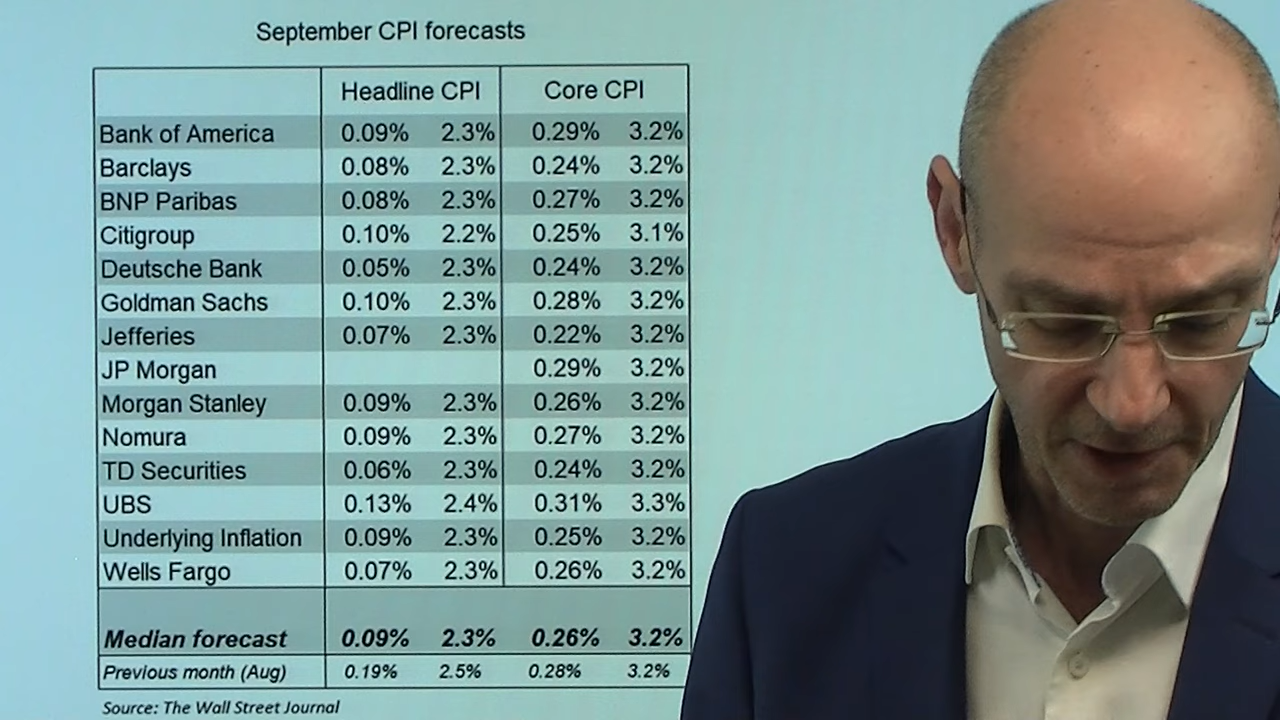 September CPI forecasts
Headline CPI Core CPI
Bank of America 0.09% 2.3% 0.29% 3.2%
Barclays 0.08% 2.3% 0.24% 3.2%
BNP Paribas 0.08% 2.3% 0.27% 3.2%
Citigroup 0.10% 2.2% 0.25% 3.1%
Deutsche Bank 0.05% 2.3% 0.24% 3.2%
Goldman Sachs 0.10% 2.3% 0.28% 3.2%
Jefferies 0.07% 2.3% 0.22% 3.2%
JP Morgan 0.29% 3.2%
Morgan Stanley 0.09% 2.3% 0.26% 3.2%
Nomura 0.09% 2.3% 0.27% 3.2%
TD Securities 0.06% 2.3% 0.24% 3.2%
UBS 0.13% 2.4% 0.31% 3.3%
Underlying Inflation 0.09% 2.3% 0.25% 3.2%
Wells Fargo 0.07% 2.3% 0.26% 3.2%
Median forecast 0.09% 2.3% 0.26% 3.2%
Previous month (Aug) 0.19% 2.5% 0.28% 3.2%
Source: The Wall Street Journal